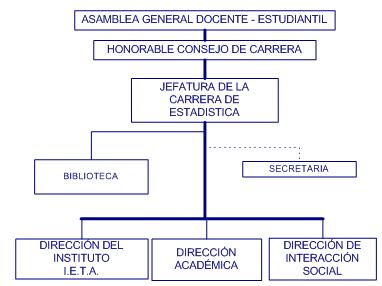 ASAMBLEA GENERAL DOCENTE - ESTUDIANTIL
HONORABLE CONSEJO DE CARRERA
JEFATURA DE LA
CARRERA DE
ESTADISTICA
BIBLIOTECA
SECRETARIA
DIRECCIÓN DEL
INSTITUTO
I.E.T.A.
DIRECCIÓN
ACADÉMICA
DIRECCIÓN DE
INTERACCIÓN
SOCIAL